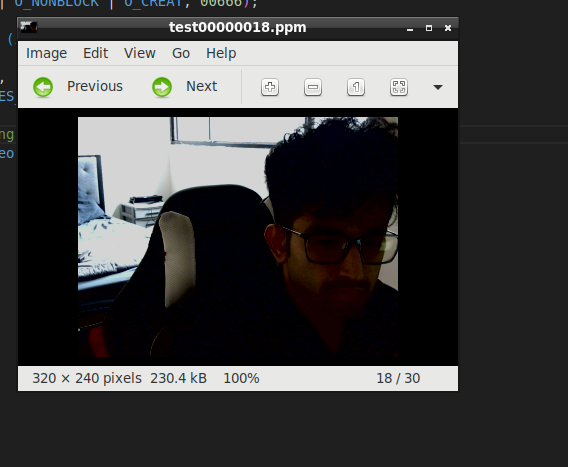 | O_NONBLOCK | O_CREAT, 00666);
test00000018.ppm
(
Image Edit View Go Help
,
Previous Next 1
ES
ng
eo
320 × 240 pixels 230.4 kB 100% 18 / 30